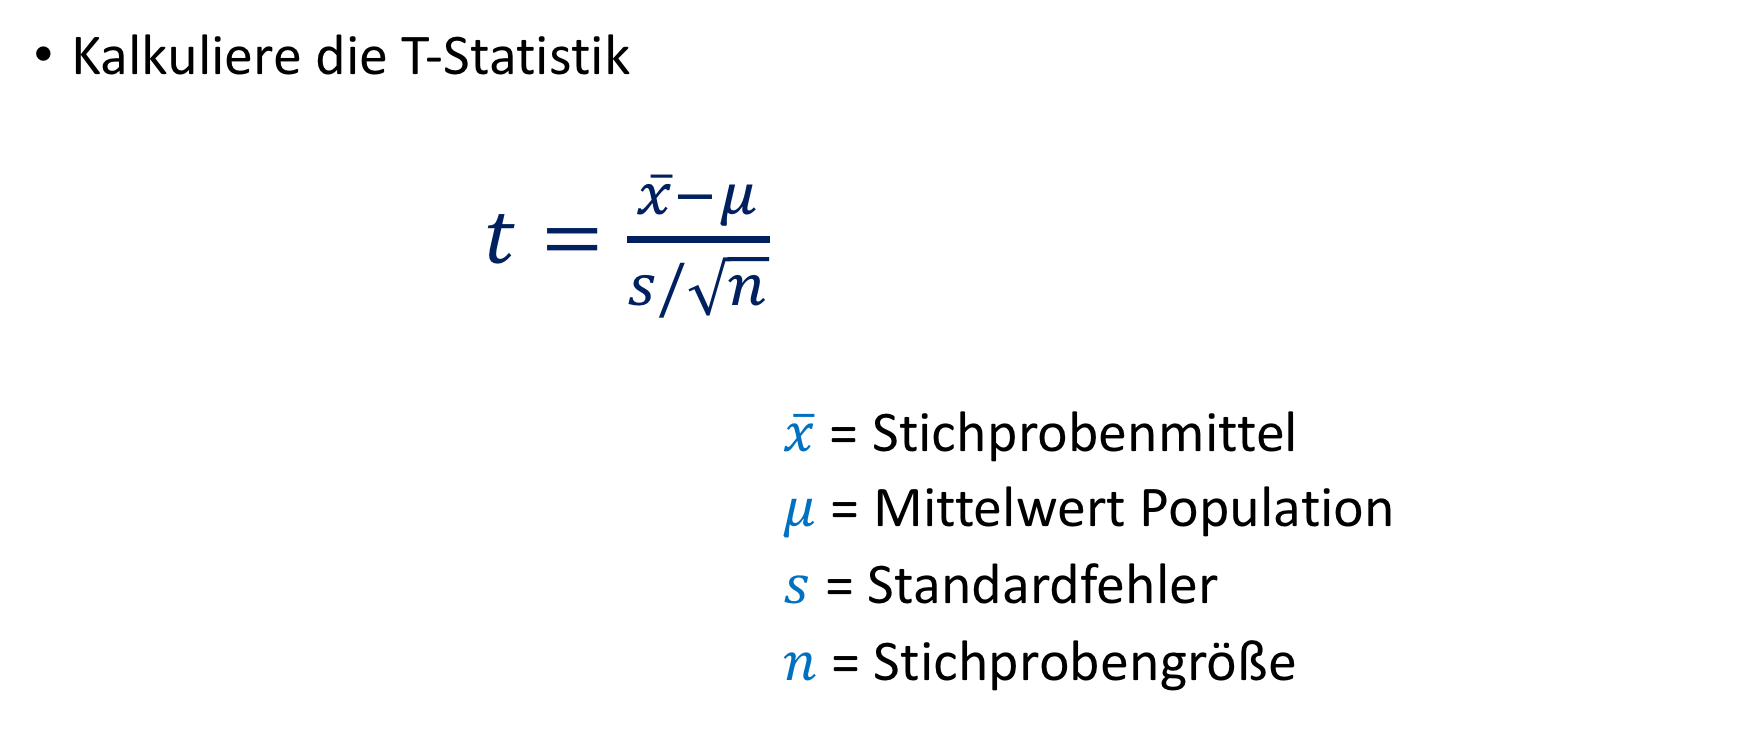 • Kalkuliere die T-Statistik
t = (x̄−μ)/(s/√n)
x̄ = Stichprobenmittel
μ = Mittelwert Population
s = Standardfehler
n = Stichprobengröße